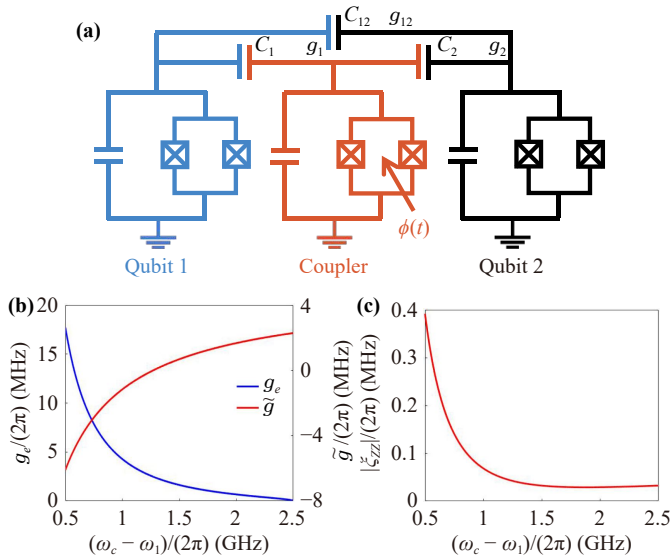 (a)
C₁₂ g₁₂
C₁ g₁ C₂ g₂
ϕ(t)
Qubit 1 Coupler Qubit 2
(b)
20
15
10
5
0
gₑ/(2π) (MHz)
4
0
−4
−8
g̃/(2π) (MHz)
gₑ
g̃
0.5 1 1.5 2 2.5
(ω_c − ω₁)/(2π) (GHz)
(c)
0.4
0.3
0.2
0.1
0
|ξ̃_ZZ|/(2π) (MHz)
0.5 1 1.5 2 2.5
(ω_c − ω₁)/(2π) (GHz)